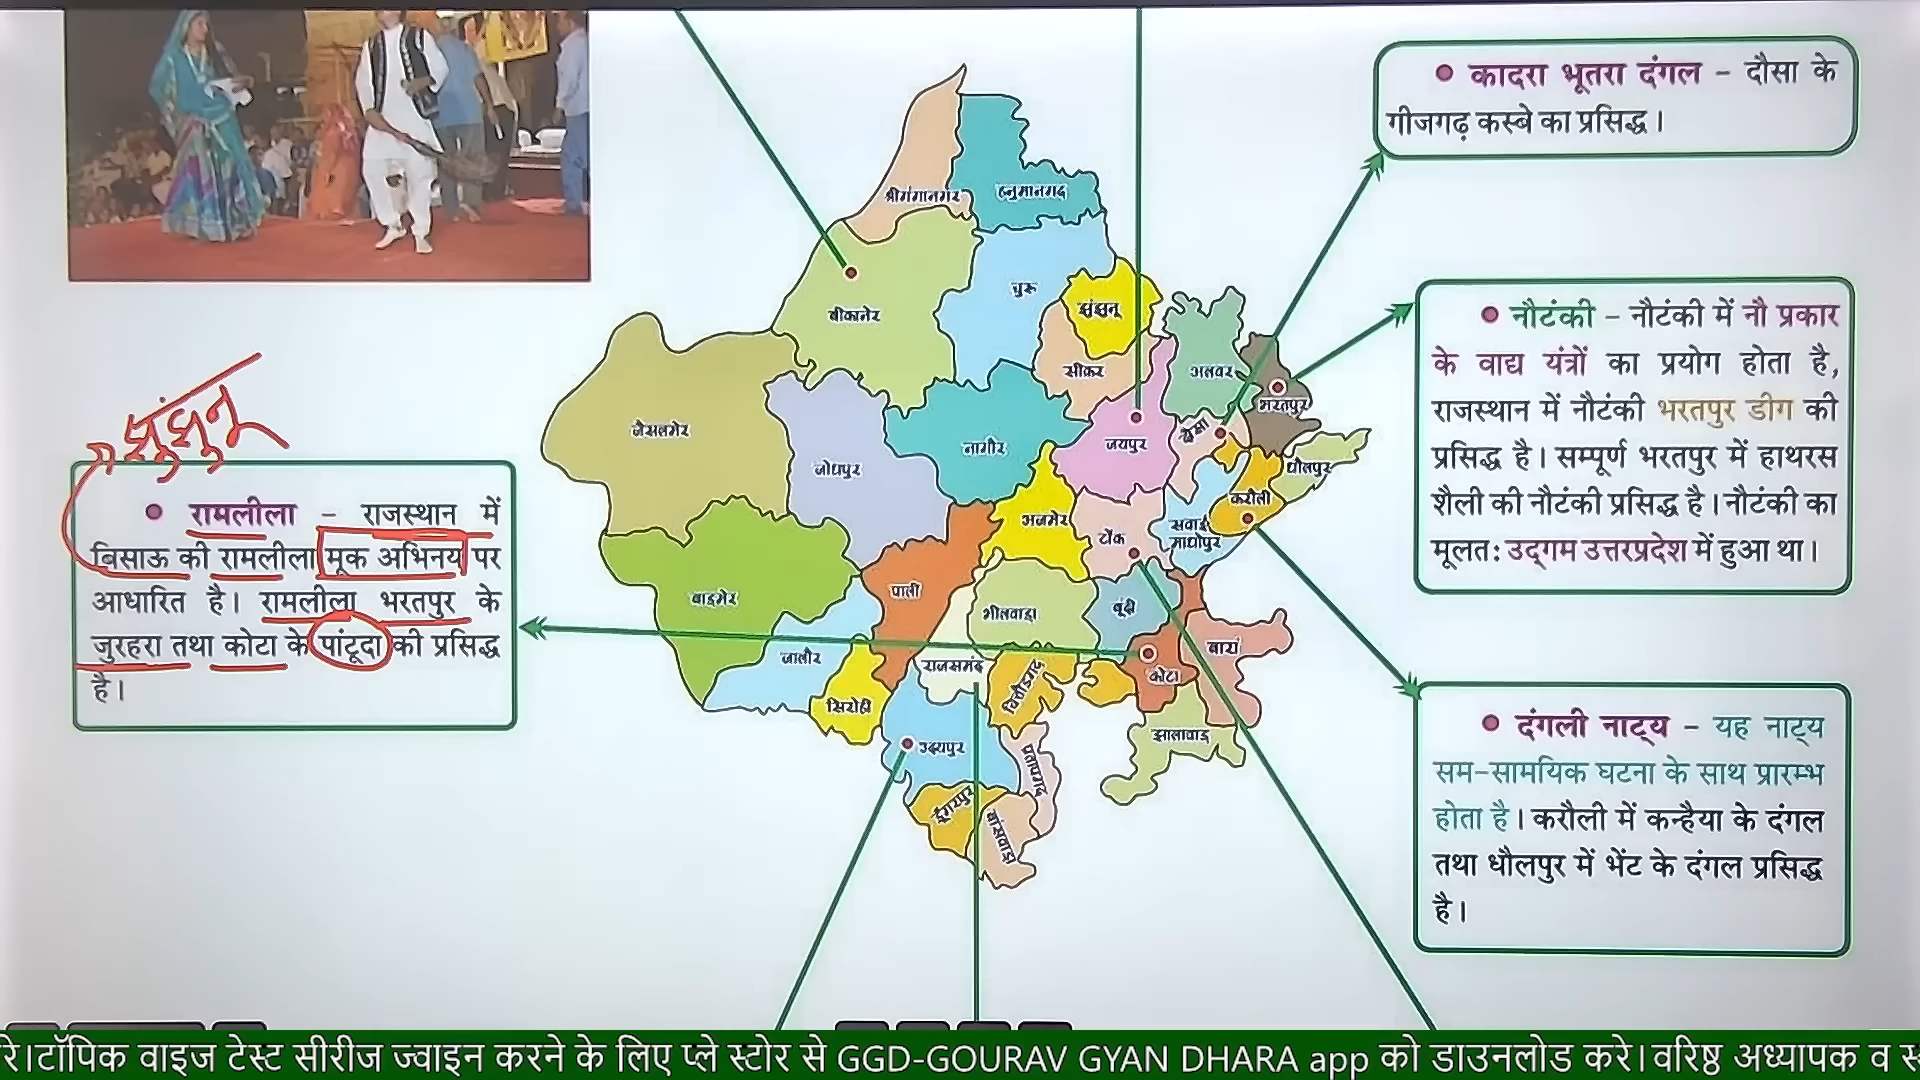 • कादरा भूतरा दंगल – दौसा के
गीजगढ़ कस्बे का प्रसिद्ध।
• नौटंकी – नौटंकी में नौ प्रकार
के वाद्य यंत्रों का प्रयोग होता है,
राजस्थान में नौटंकी भरतपुर डीग की
प्रसिद्ध है। सम्पूर्ण भरतपुर में हाथरस
शैली की नौटंकी प्रसिद्ध है। नौटंकी का
मूलत: उद्गम उत्तरप्रदेश में हुआ था।
झुंझुनू
• रामलीला – राजस्थान में
बिसाऊ की रामलीला मूक अभिनय पर
आधारित है। रामलीला भरतपुर के
जुरहरा तथा कोटा के पांटूदा की प्रसिद्ध
है।
• दंगली नाट्य – यह नाट्य
सम-सामयिक घटना के साथ प्रारम्भ
होता है। करौली में कन्हैया के दंगल
तथा धौलपुर में भेंट के दंगल प्रसिद्ध
है।
श्रीगंगानगर
हनुमानगढ़
बीकानेर
चुरू
झुंझुनू
सीकर
अलवर
भरतपुर
जैसलमेर
जोधपुर
नागौर
जयपुर
दौसा
धौलपुर
करौली
अजमेर
टोंक
सवाई
माधोपुर
बाड़मेर
पाली
भीलवाड़ा
बूंदी
बारां
जालौर
राजसमंद
चित्तौड़गढ़
कोटा
सिरोही
उदयपुर
झालावाड़
प्रतापगढ़
डूंगरपुर
बांसवाड़ा
रे।टॉपिक वाइज टेस्ट सीरीज ज्वाइन करने के लिए प्ले स्टोर से GGD-GOURAV GYAN DHARA app को डाउनलोड करे।वरिष्ठ अध्यापक व